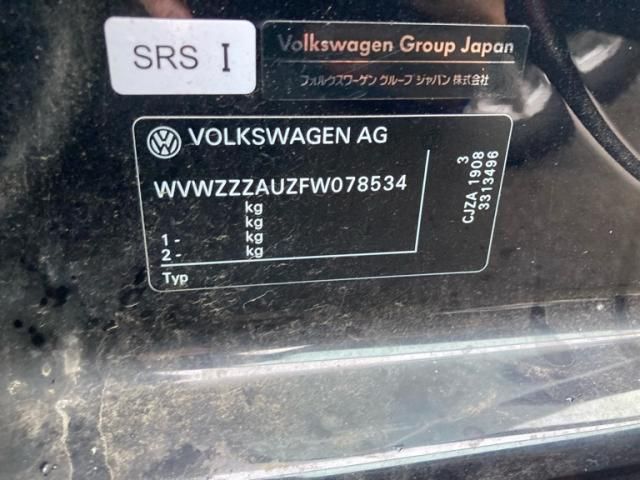 SRS I
Volkswagen Group Japan
フォルクスワーゲン グループ ジャパン 株式会社
VOLKSWAGEN AG
WVWZZZAUZFW078534
kg
kg
1 - kg
2 - kg
Typ
3
CJZA 1908
3313496